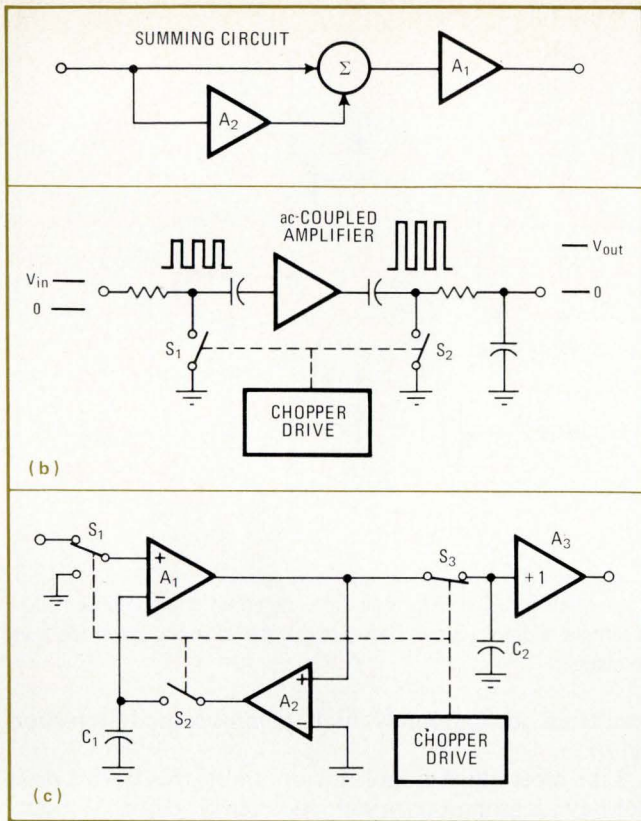 SUMMING CIRCUIT
Σ
A1
A2
ac-COUPLED
AMPLIFIER
Vin
0
Vout
0
S1
S2
CHOPPER
DRIVE
(b)
S1
+
A1
−
S3
A3
+1
C2
S2
A2
+
−
C1
CHOPPER
DRIVE
(c)